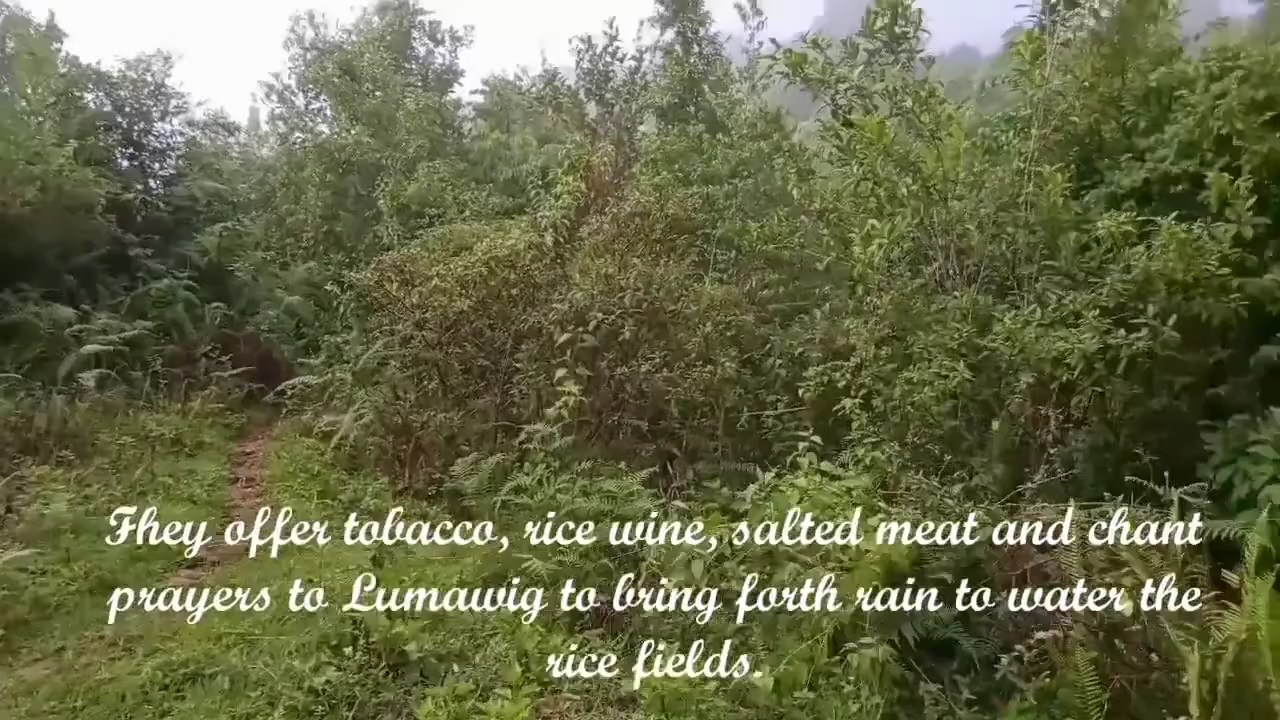 They offer tobacco, rice wine, salted meat and chant
prayers to Lumawig to bring forth rain to water the
rice fields.